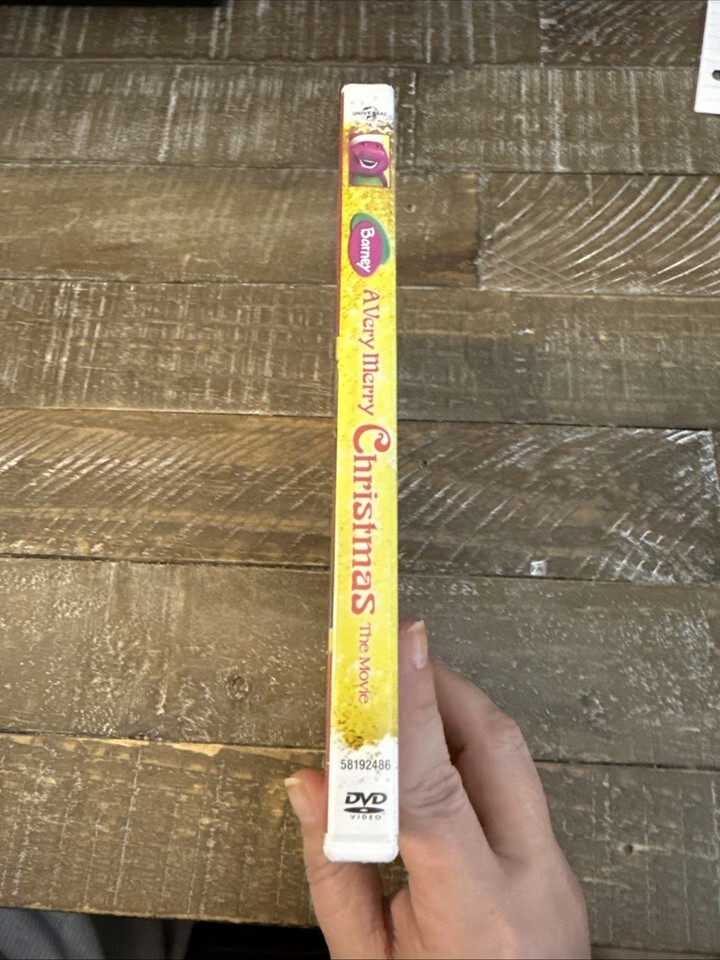 UNIVERSAL
Barney
A Very Merry Christmas The Movie
58192486
DVD
VIDEO